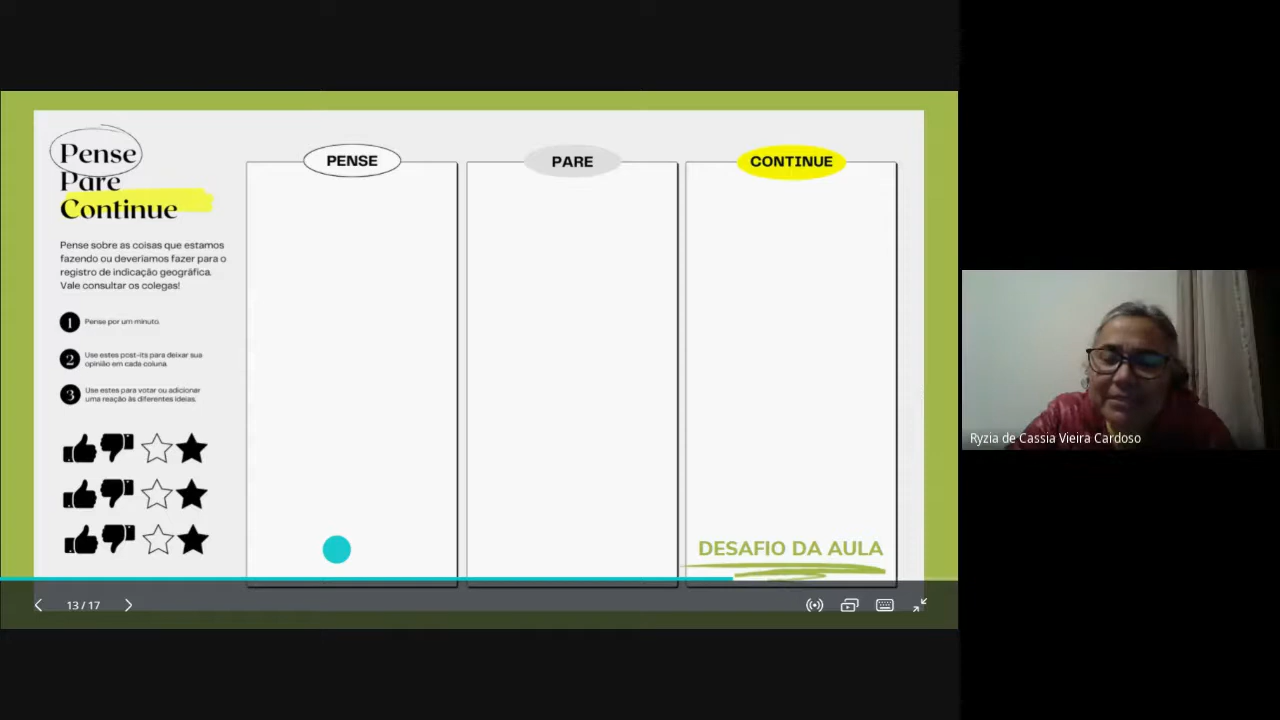 Pense
Pare
Continue
Pense sobre as coisas que estamos
fazendo ou deveríamos fazer para o
registro de indicação geográfica.
Vale consultar os colegas!
1 Pense por um minuto.
2 Use estes post-its para deixar sua
opinião em cada coluna.
3 Use estes para votar ou adicionar
uma reação às diferentes ideias.
PENSE
PARE
CONTINUE
DESAFIO DA AULA
13 / 17
Ryzia de Cassia Vieira Cardoso